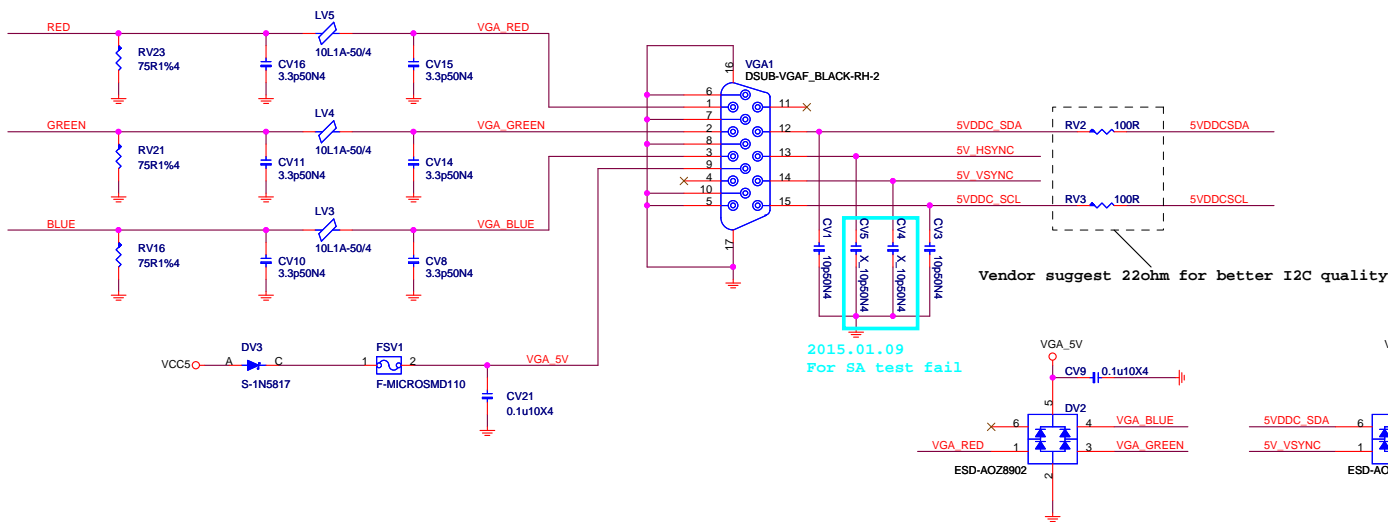 RED
RV23
75R1%4
CV16
3.3p50N4
LV5
10L1A-50/4
VGA_RED
CV15
3.3p50N4
GREEN
RV21
75R1%4
CV11
3.3p50N4
LV4
10L1A-50/4
VGA_GREEN
CV14
3.3p50N4
BLUE
RV16
75R1%4
CV10
3.3p50N4
LV3
10L1A-50/4
VGA_BLUE
CV8
3.3p50N4
VGA1
DSUB-VGAF_BLACK-RH-2
16
6
1
7
2
8
3
9
4
10
5
11
12
13
14
15
17
5VDDC_SDA
5V_HSYNC
5V_VSYNC
5VDDC_SCL
RV2
100R
5VDDCSDA
RV3
100R
5VDDCSCL
Vendor suggest 22ohm for better I2C quality
CV1
10p50N4
CV5
X_10p50N4
CV4
X_10p50N4
CV3
10p50N4
2015.01.09
For SA test fail
VCC5
A
DV3
C
S-1N5817
1
FSV1
2
F-MICROSMD110
VGA_5V
CV21
0.1u10X4
VGA_5V
CV9
0.1u10X4
5
DV2
6
4
VGA_BLUE
VGA_RED
1
3
VGA_GREEN
2
ESD-AOZ8902
V
5VDDC_SDA
6
5V_VSYNC
1
ESD-AO